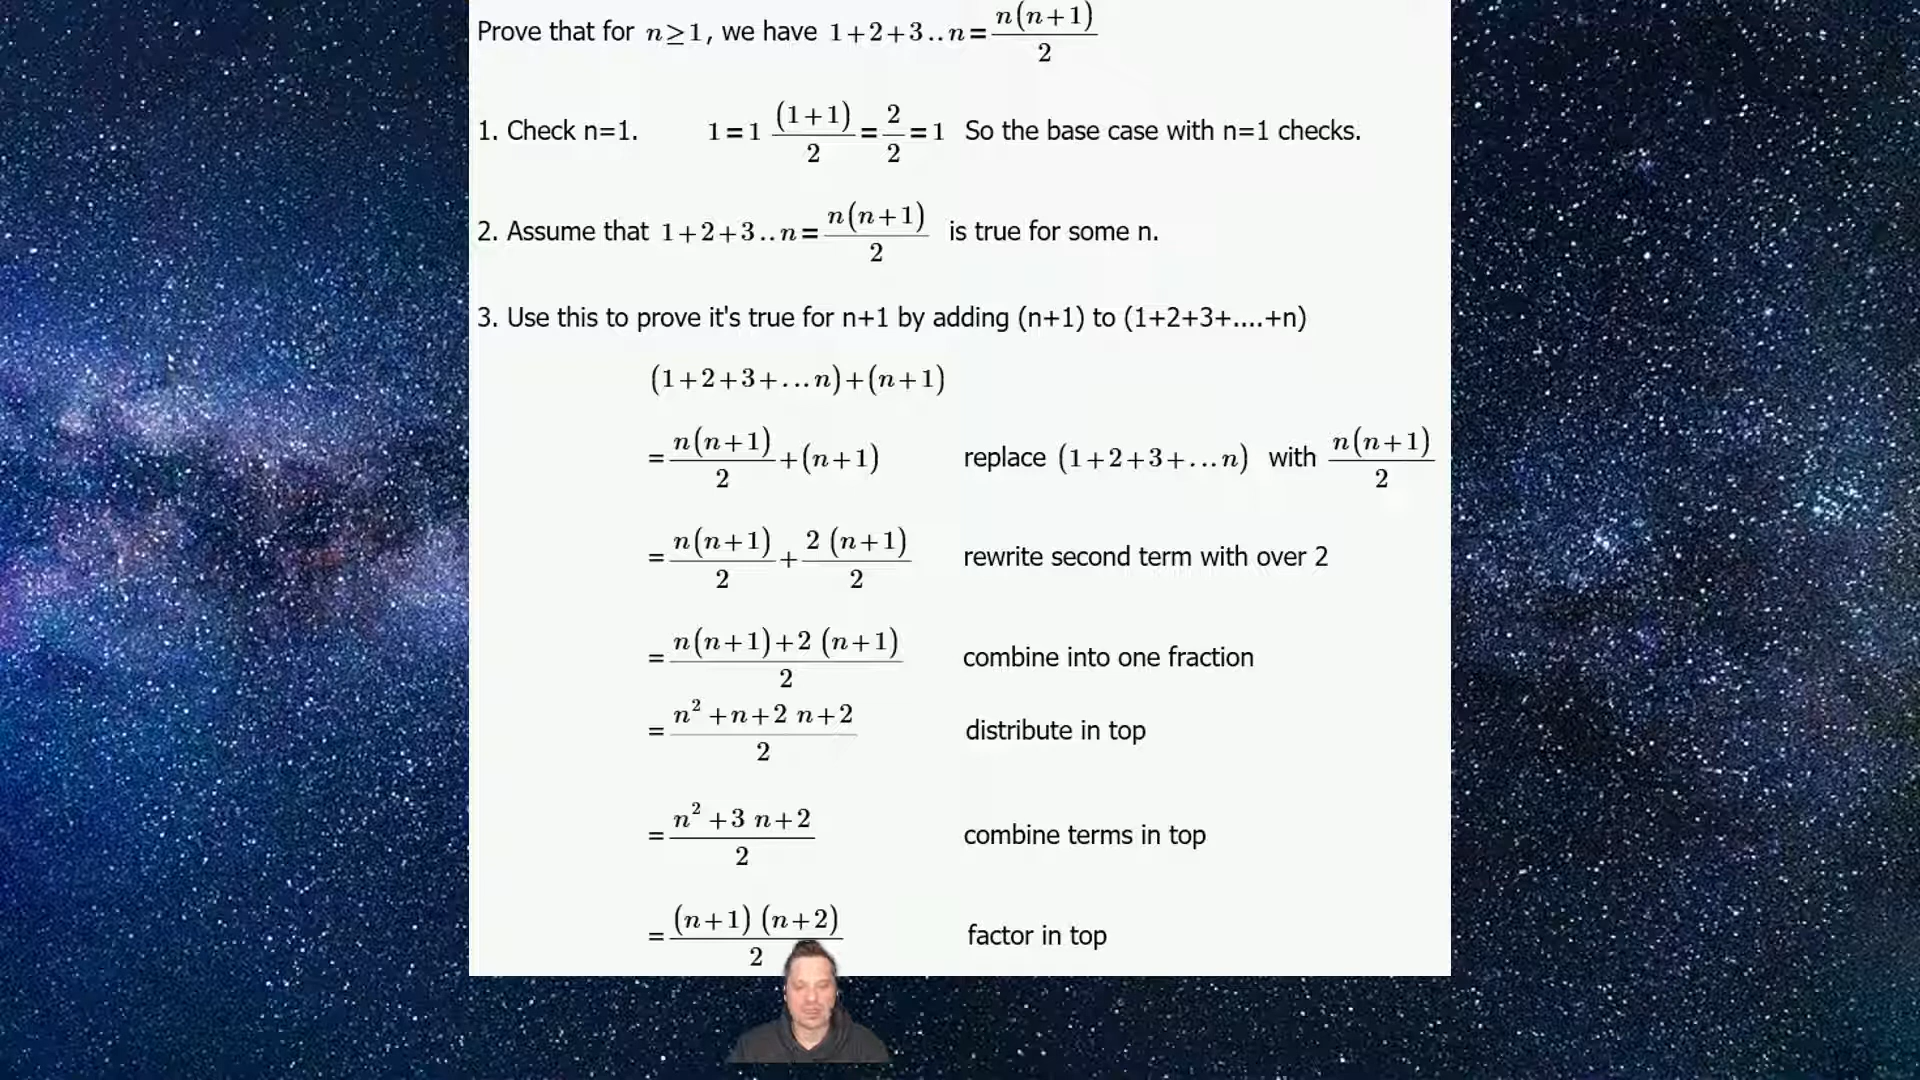 Prove that for n≥1, we have 1+2+3..n= n(n+1)/2
1. Check n=1. 1=1 (1+1)/2 = 2/2 =1 So the base case with n=1 checks.
2. Assume that 1+2+3..n= n(n+1)/2 is true for some n.
3. Use this to prove it's true for n+1 by adding (n+1) to (1+2+3+....+n)
(1+2+3+...n)+(n+1)
= n(n+1)/2 +(n+1) replace (1+2+3+...n) with n(n+1)/2
= n(n+1)/2 + 2 (n+1)/2 rewrite second term with over 2
= n(n+1)+2 (n+1)/2 combine into one fraction
= n² +n+2 n+2/2 distribute in top
= n² +3 n+2/2 combine terms in top
= (n+1) (n+2)/2 factor in top